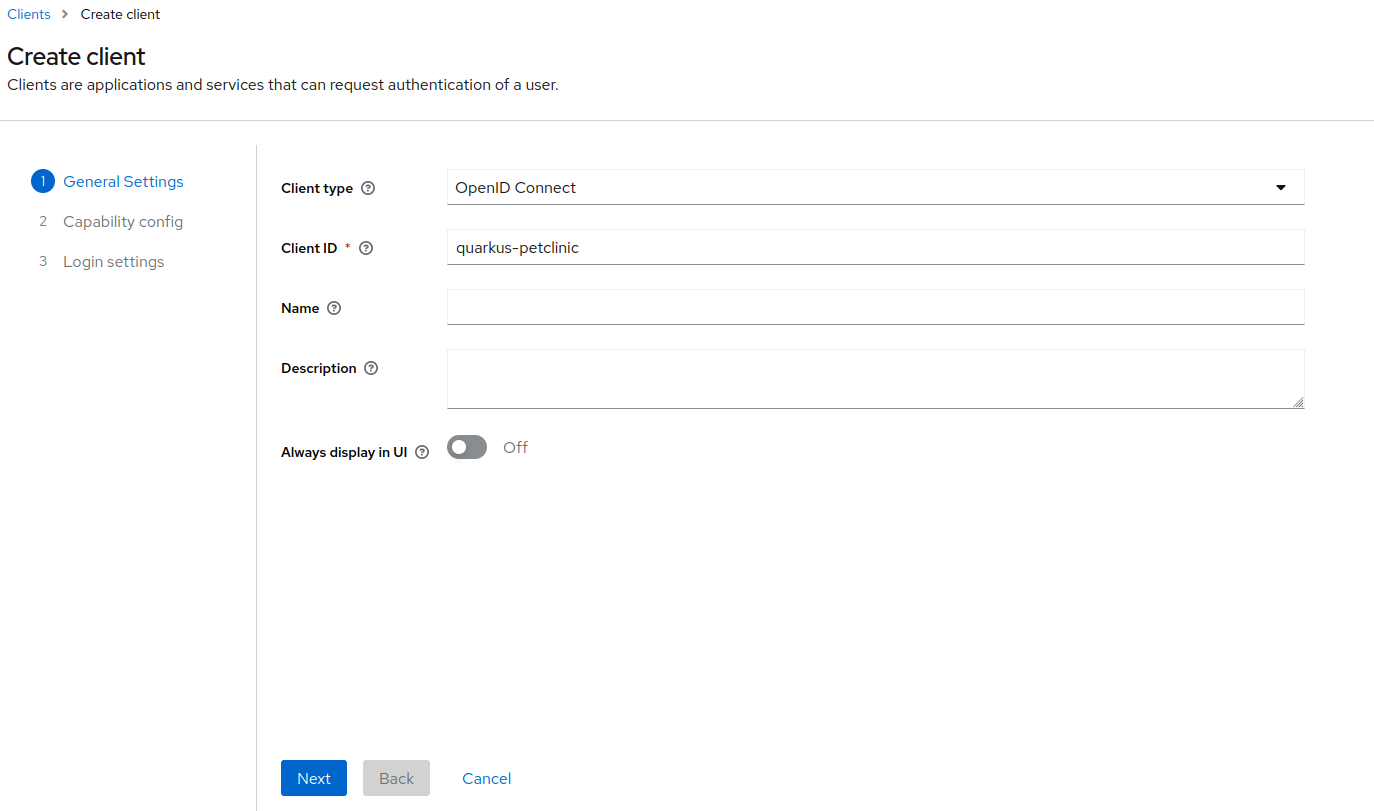 Clients > Create client
Create client
Clients are applications and services that can request authentication of a user.
1 General Settings
2 Capability config
3 Login settings
Client type
OpenID Connect
Client ID *
quarkus-petclinic
Name
Description
Always display in UI
Off
Next Back Cancel